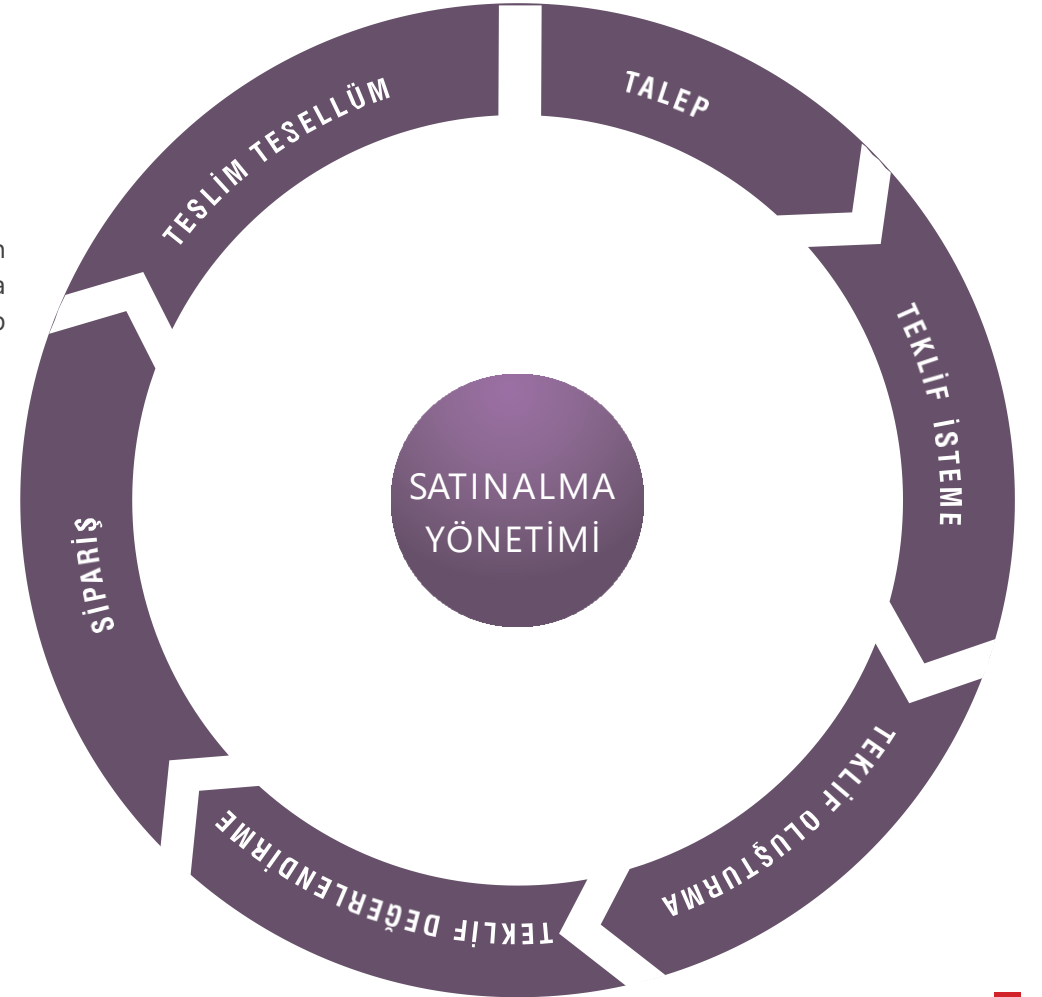 TALEP
TEKLİF İSTEME
TEKLİF OLUŞTURMA
TEKLİF DEĞERLENDİRME
SİPARİŞ
TESLİM TESELLÜM
SATINALMA
YÖNETİMİ